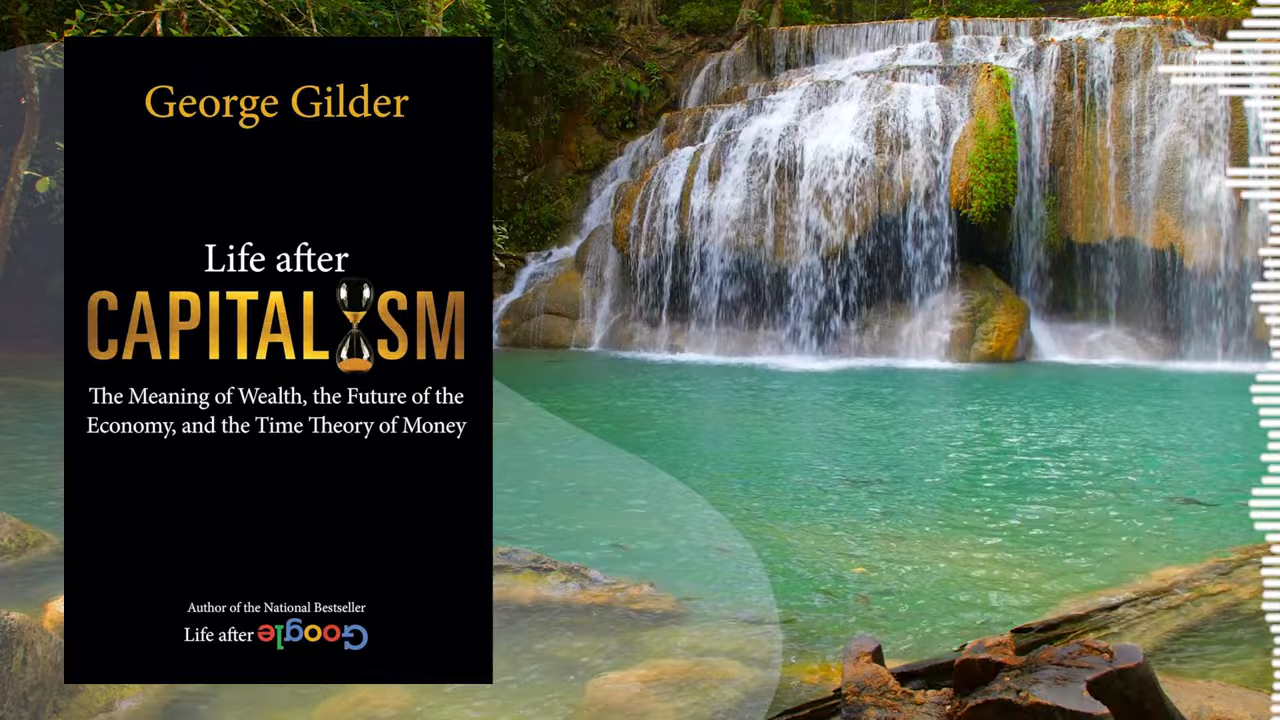 George Gilder
Life after
CAPITALISM
The Meaning of Wealth, the Future of the
Economy, and the Time Theory of Money
Author of the National Bestseller
Life after Google